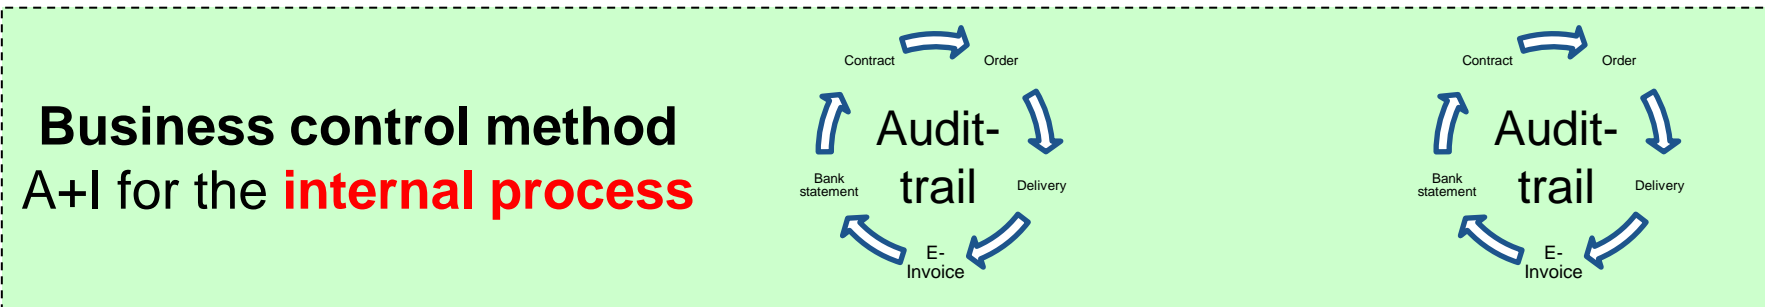 Business control method
A+I for the internal process
Contract
Order
Audit-
trail
Bank
statement
Delivery
E-
Invoice
Contract
Order
Audit-
trail
Bank
statement
Delivery
E-
Invoice